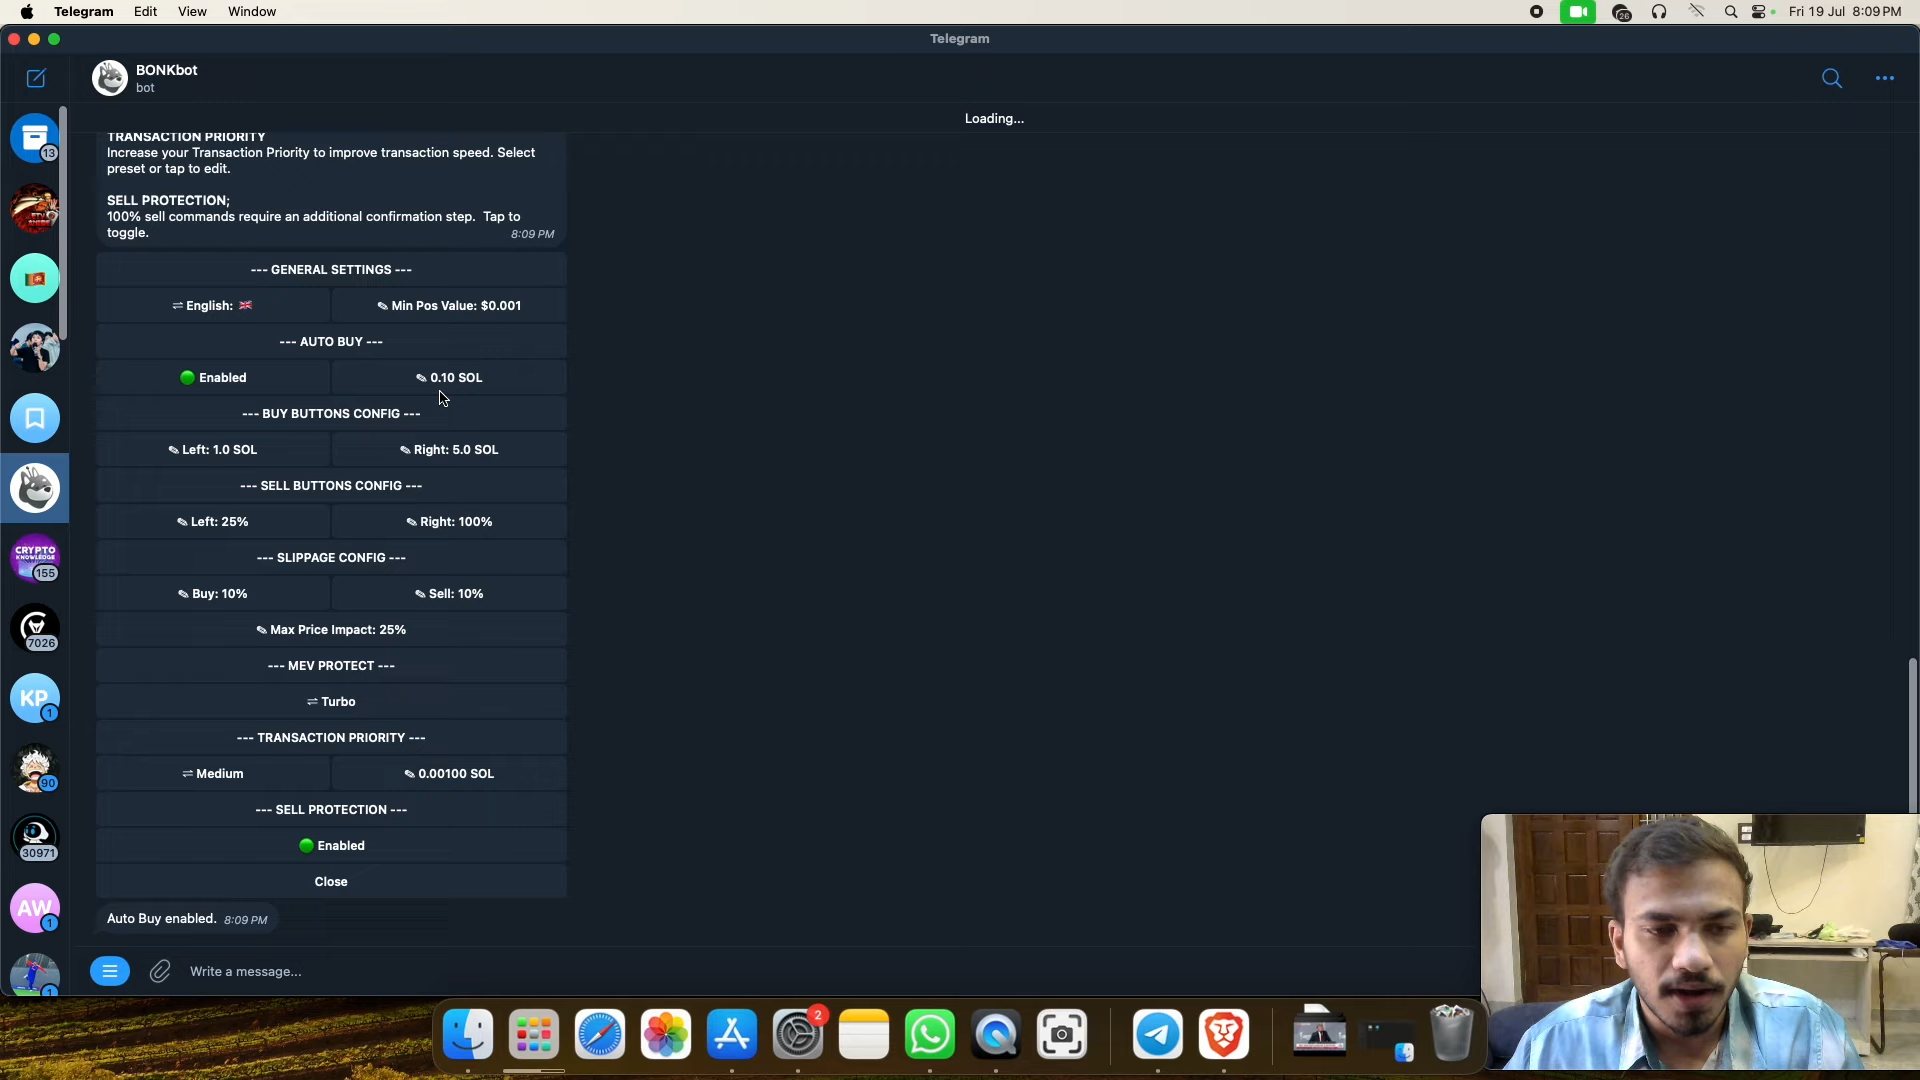 Telegram Edit View Window
26
Fri 19 Jul 8:09 PM
Telegram
BONKbot
bot
Loading...
TRANSACTION PRIORITY
Increase your Transaction Priority to improve transaction speed. Select
preset or tap to edit.
SELL PROTECTION;
100% sell commands require an additional confirmation step. Tap to
toggle.
8:09 PM
--- GENERAL SETTINGS ---
⇌ English: 🇬🇧
✎ Min Pos Value: $0.001
--- AUTO BUY ---
🟢 Enabled
✎ 0.10 SOL
--- BUY BUTTONS CONFIG ---
✎ Left: 1.0 SOL
✎ Right: 5.0 SOL
--- SELL BUTTONS CONFIG ---
✎ Left: 25%
✎ Right: 100%
--- SLIPPAGE CONFIG ---
✎ Buy: 10%
✎ Sell: 10%
✎ Max Price Impact: 25%
--- MEV PROTECT ---
⇌ Turbo
--- TRANSACTION PRIORITY ---
⇌ Medium
✎ 0.00100 SOL
--- SELL PROTECTION ---
🟢 Enabled
Close
Auto Buy enabled. 8:09 PM
Write a message...
13
CRYPTO
KNOWLEDGE
155
7026
KP
1
90
30971
AW
1
1
2